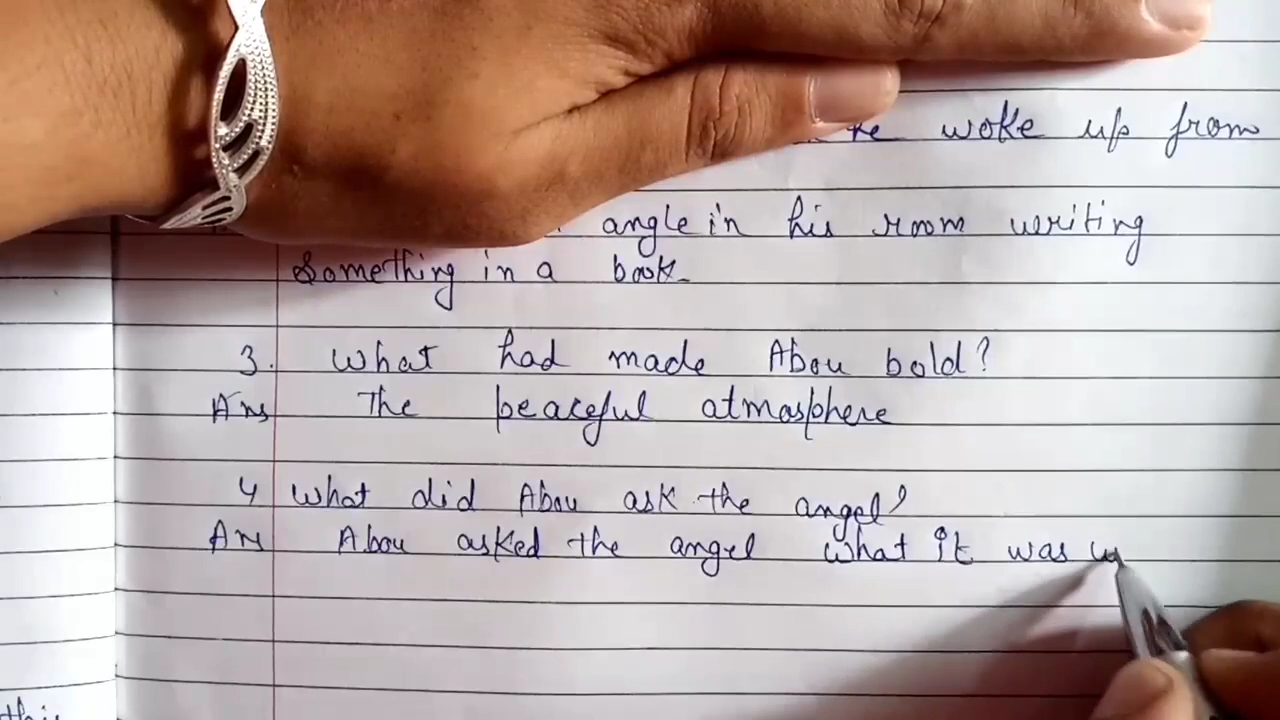 woke up from
angle in his room writing
Something in a book
3. What had made Abou bold?
Ans The peaceful atmosphere
4 What did Abou ask the angel?
Ans Abou asked the angel what it was